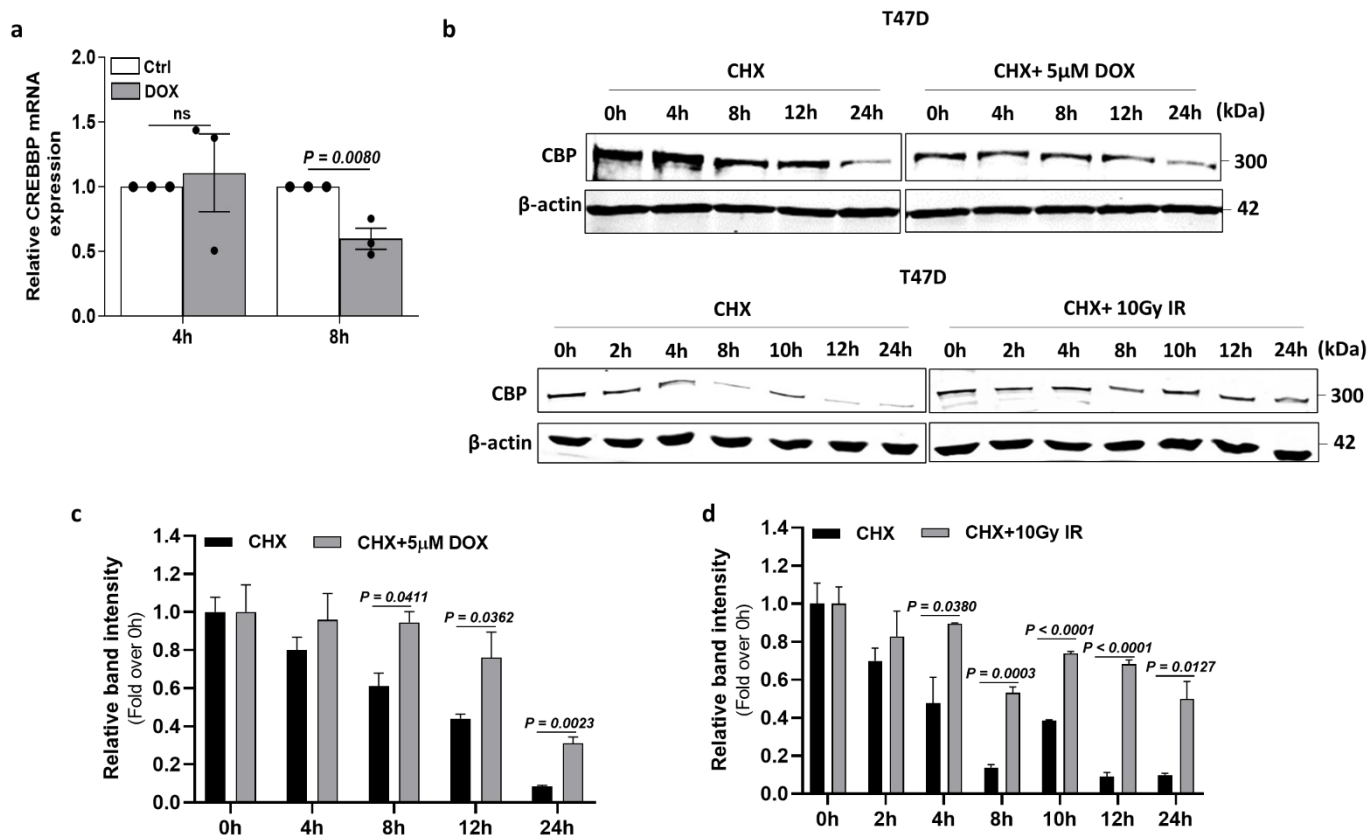 a
Relative CREBBP mRNA
expression
2.0
1.5
1.0
0.5
0.0
Ctrl
DOX
ns
P = 0.0080
4h
8h
b
T47D
CHX
CHX+ 5μM DOX
0h 4h 8h 12h 24h
0h 4h 8h 12h 24h (kDa)
CBP
300
β-actin
42
T47D
CHX
CHX+ 10Gy IR
0h 2h 4h 8h 10h 12h 24h
0h 2h 4h 8h 10h 12h 24h (kDa)
CBP
300
β-actin
42
c
Relative band intensity
(Fold over 0h)
1.4
1.2
1.0
0.8
0.6
0.4
0.2
0.0
CHX
CHX+5μM DOX
P = 0.0411
P = 0.0362
P = 0.0023
0h 4h 8h 12h 24h
d
Relative band intensity
(Fold over 0h)
1.4
1.2
1.0
0.8
0.6
0.4
0.2
0.0
CHX
CHX+10Gy IR
P = 0.0380
P = 0.0003
P < 0.0001
P < 0.0001
P = 0.0127
0h 2h 4h 8h 10h 12h 24h